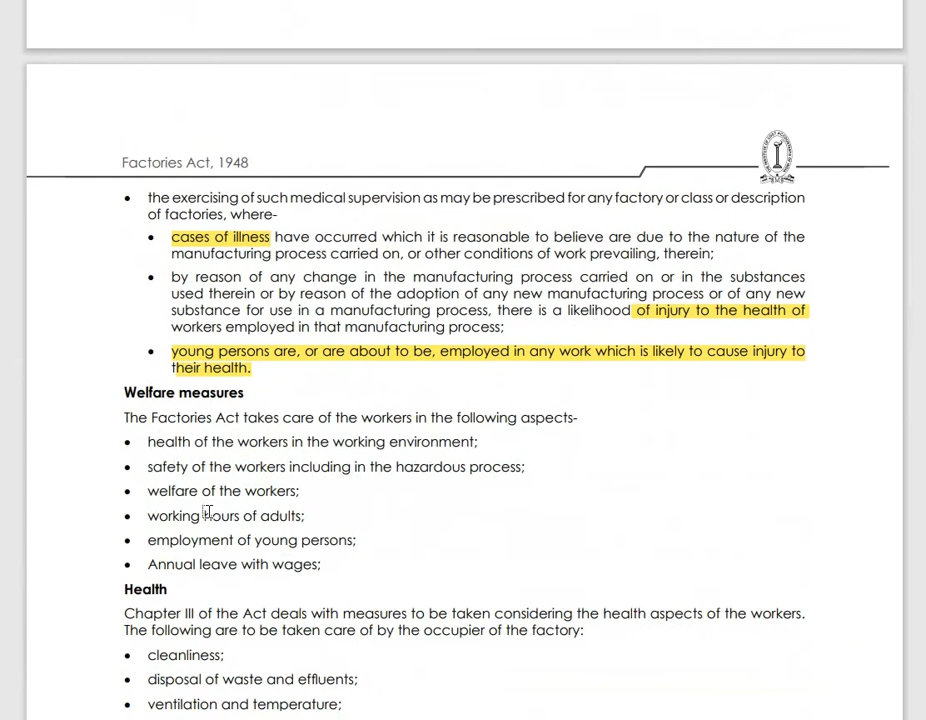 Factories Act, 1948
• the exercising of such medical supervision as may be prescribed for any factory or class or description
of factories, where-
• cases of illness have occurred which it is reasonable to believe are due to the nature of the
manufacturing process carried on, or other conditions of work prevailing, therein;
• by reason of any change in the manufacturing process carried on or in the substances
used therein or by reason of the adoption of any new manufacturing process or of any new
substance for use in a manufacturing process, there is a likelihood of injury to the health of
workers employed in that manufacturing process;
• young persons are, or are about to be, employed in any work which is likely to cause injury to
their health.
Welfare measures
The Factories Act takes care of the workers in the following aspects-
• health of the workers in the working environment;
• safety of the workers including in the hazardous process;
• welfare of the workers;
• working hours of adults;
• employment of young persons;
• Annual leave with wages;
Health
Chapter III of the Act deals with measures to be taken considering the health aspects of the workers.
The following are to be taken care of by the occupier of the factory:
• cleanliness;
• disposal of waste and effluents;
• ventilation and temperature;